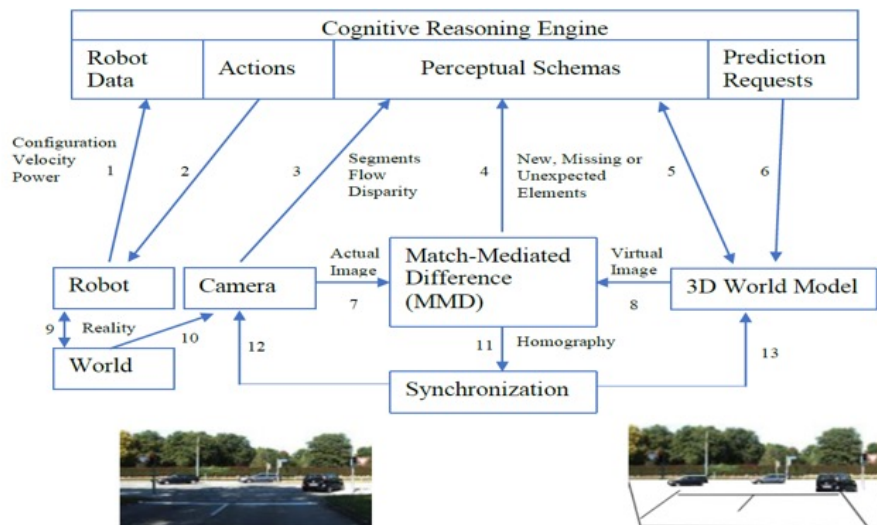 Cognitive Reasoning Engine
Robot
Data
Actions
Perceptual Schemas
Prediction
Requests
Configuration
Velocity
Power
1
2
3
Segments
Flow
Disparity
4
New, Missing or
Unexpected
Elements
5
6
Robot
Camera
Actual
Image
7
Match-Mediated
Difference
(MMD)
Virtual
Image
8
3D World Model
9
Reality
10
12
11
Homography
13
World
Synchronization